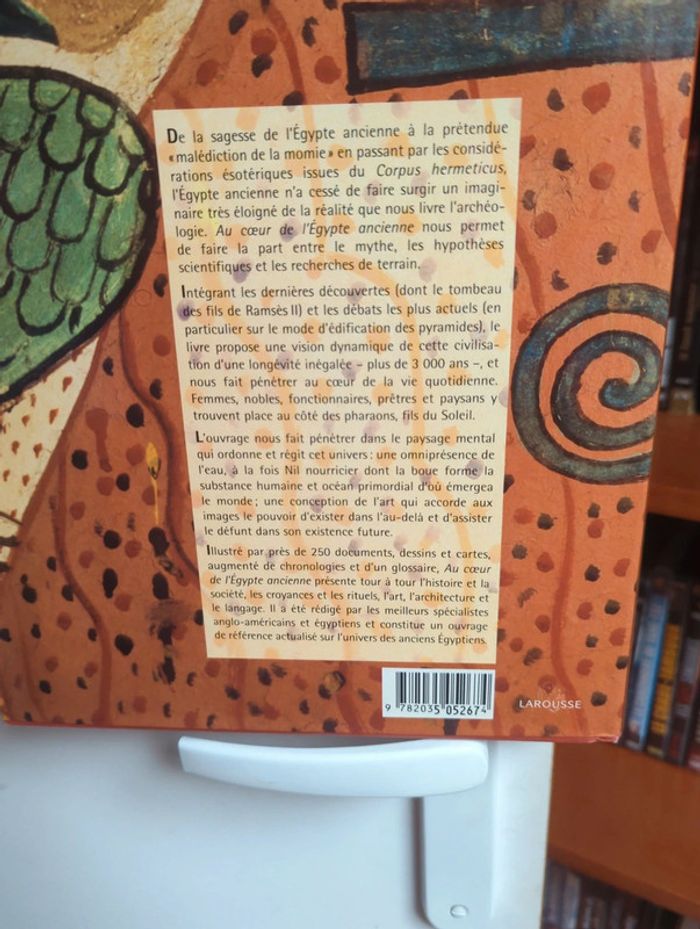 De la sagesse de l'Égypte ancienne à la prétendue
«malédiction de la momie» en passant par les considé-
rations ésotériques issues du Corpus hermeticus,
l'Égypte ancienne n'a cessé de faire surgir un imagi-
naire très éloigné de la réalité que nous livre l'archéo-
logie. Au cœur de l'Égypte ancienne nous permet
de faire la part entre le mythe, les hypothèses
scientifiques et les recherches de terrain.
Intégrant les dernières découvertes (dont le tombeau
des fils de Ramsès II) et les débats les plus actuels (en
particulier sur le mode d'édification des pyramides), le
livre propose une vision dynamique de cette civilisa-
tion d'une longévité inégalée – plus de 3 000 ans –, et
nous fait pénétrer au cœur de la vie quotidienne.
Femmes, nobles, fonctionnaires, prêtres et paysans y
trouvent place au côté des pharaons, fils du Soleil.
L'ouvrage nous fait pénétrer dans le paysage mental
qui ordonne et régit cet univers : une omniprésence de
l'eau, à la fois Nil nourricier dont la boue forme la
substance humaine et océan primordial d'où émergea
le monde ; une conception de l'art qui accorde aux
images le pouvoir d'exister dans l'au-delà et d'assister
le défunt dans son existence future.
Illustré par près de 250 documents, dessins et cartes,
augmenté de chronologies et d'un glossaire, Au cœur
de l'Égypte ancienne présente tour à tour l'histoire et la
société, les croyances et les rituels, l'art, l'architecture et
le langage. Il a été rédigé par les meilleurs spécialistes
anglo-américains et égyptiens et constitue un ouvrage
de référence actualisé sur l'univers des anciens Égyptiens.
9 782035 052674
LAROUSSE